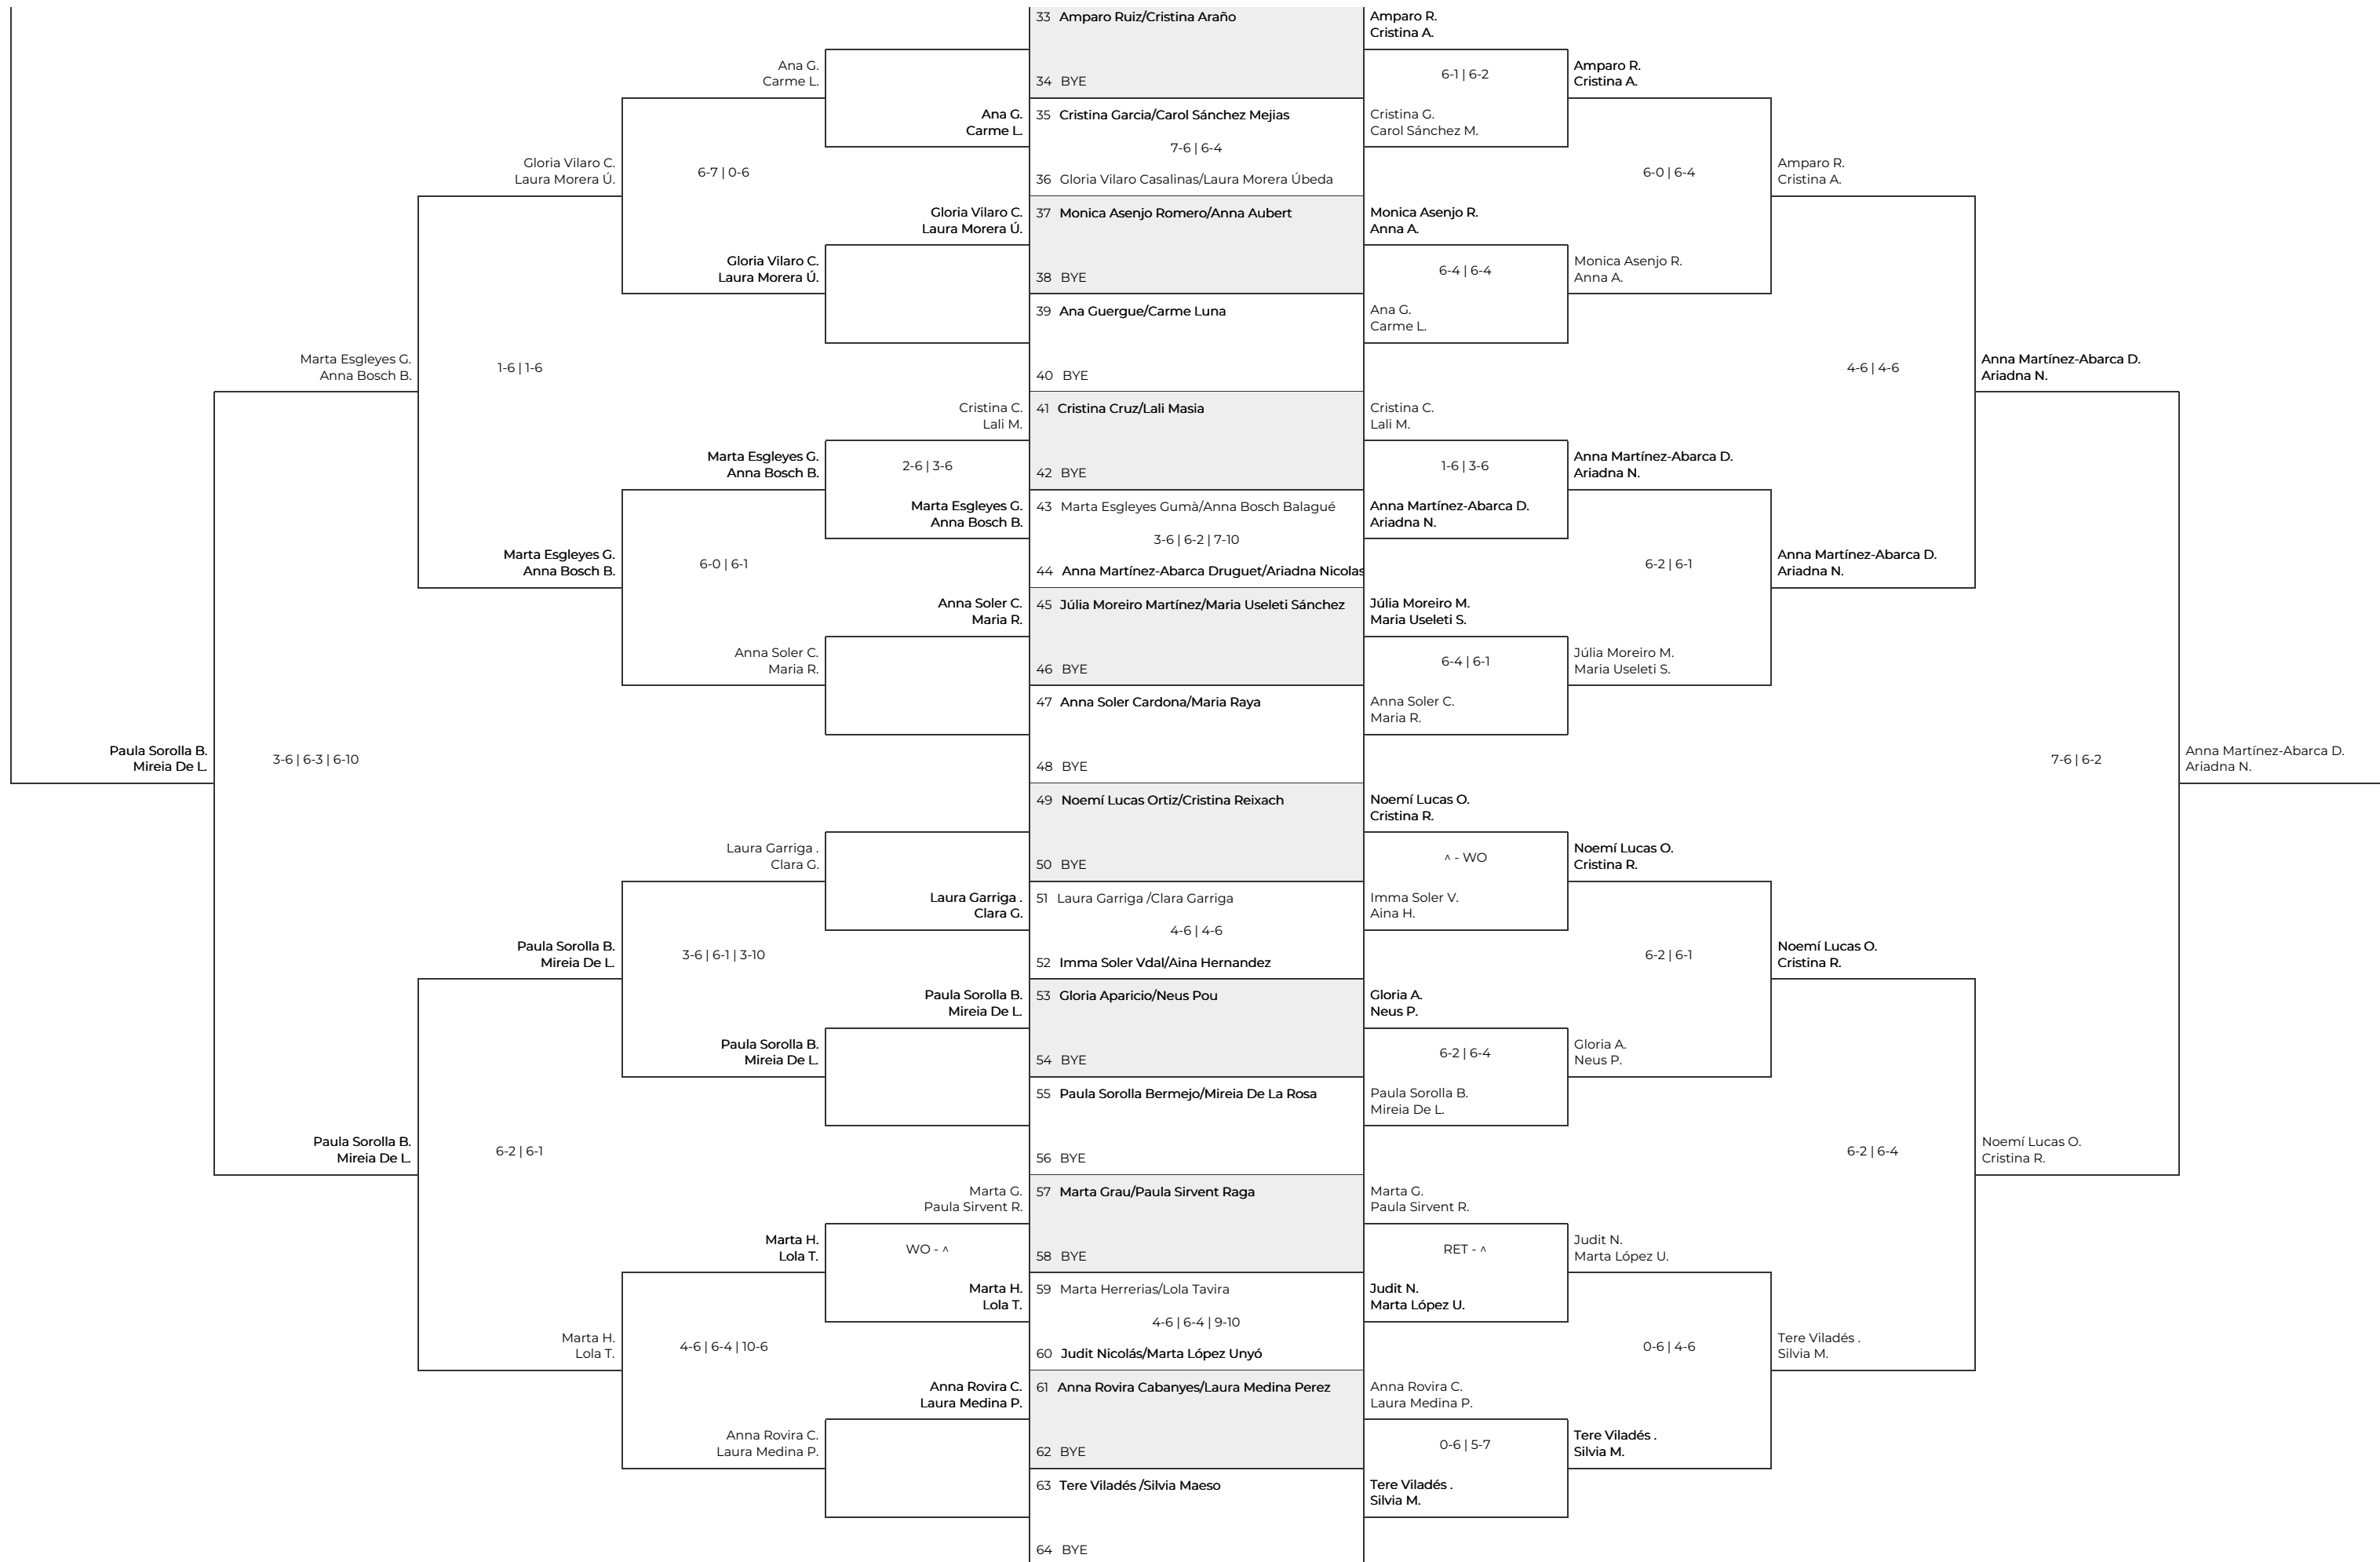 33 Amparo Ruiz/Cristina Araño
Amparo R.
Cristina A.
Ana G.
Carme L.
34 BYE
6-1 | 6-2
Amparo R.
Cristina A.
Ana G.
Carme L.
35 Cristina Garcia/Carol Sánchez Mejias
Cristina G.
Carol Sánchez M.
7-6 | 6-4
Gloria Vilaro C.
Laura Morera Ú.
6-7 | 0-6
36 Gloria Vilaro Casalinas/Laura Morera Úbeda
6-0 | 6-4
Amparo R.
Cristina A.
Gloria Vilaro C.
Laura Morera Ú.
37 Monica Asenjo Romero/Anna Aubert
Monica Asenjo R.
Anna A.
Gloria Vilaro C.
Laura Morera Ú.
38 BYE
6-4 | 6-4
Monica Asenjo R.
Anna A.
39 Ana Guergue/Carme Luna
Ana G.
Carme L.
Marta Esgleyes G.
Anna Bosch B.
1-6 | 1-6
40 BYE
4-6 | 4-6
Anna Martínez-Abarca D.
Ariadna N.
Cristina C.
Lali M.
41 Cristina Cruz/Lali Masia
Cristina C.
Lali M.
Marta Esgleyes G.
Anna Bosch B.
2-6 | 3-6
42 BYE
1-6 | 3-6
Anna Martínez-Abarca D.
Ariadna N.
Marta Esgleyes G.
Anna Bosch B.
43 Marta Esgleyes Gumà/Anna Bosch Balagué
Anna Martínez-Abarca D.
Ariadna N.
3-6 | 6-2 | 7-10
Marta Esgleyes G.
Anna Bosch B.
6-0 | 6-1
44 Anna Martínez-Abarca Druguet/Ariadna Nicolas
6-2 | 6-1
Anna Martínez-Abarca D.
Ariadna N.
Anna Soler C.
Maria R.
45 Júlia Moreiro Martínez/Maria Useleti Sánchez
Júlia Moreiro M.
Maria Useleti S.
Anna Soler C.
Maria R.
46 BYE
6-4 | 6-1
Júlia Moreiro M.
Maria Useleti S.
47 Anna Soler Cardona/Maria Raya
Anna Soler C.
Maria R.
Paula Sorolla B.
Mireia De L.
3-6 | 6-3 | 6-10
48 BYE
7-6 | 6-2
Anna Martínez-Abarca D.
Ariadna N.
49 Noemí Lucas Ortiz/Cristina Reixach
Noemí Lucas O.
Cristina R.
Laura Garriga .
Clara G.
50 BYE
^ - WO
Noemí Lucas O.
Cristina R.
Laura Garriga .
Clara G.
51 Laura Garriga /Clara Garriga
Imma Soler V.
Aina H.
4-6 | 4-6
Paula Sorolla B.
Mireia De L.
3-6 | 6-1 | 3-10
52 Imma Soler Vdal/Aina Hernandez
6-2 | 6-1
Noemí Lucas O.
Cristina R.
Paula Sorolla B.
Mireia De L.
53 Gloria Aparicio/Neus Pou
Gloria A.
Neus P.
Paula Sorolla B.
Mireia De L.
54 BYE
6-2 | 6-4
Gloria A.
Neus P.
55 Paula Sorolla Bermejo/Mireia De La Rosa
Paula Sorolla B.
Mireia De L.
Paula Sorolla B.
Mireia De L.
6-2 | 6-1
56 BYE
6-2 | 6-4
Noemí Lucas O.
Cristina R.
Marta G.
Paula Sirvent R.
57 Marta Grau/Paula Sirvent Raga
Marta G.
Paula Sirvent R.
Marta H.
Lola T.
WO - ^
58 BYE
RET - ^
Judit N.
Marta López U.
Marta H.
Lola T.
59 Marta Herrerias/Lola Tavira
Judit N.
Marta López U.
4-6 | 6-4 | 9-10
Marta H.
Lola T.
4-6 | 6-4 | 10-6
60 Judit Nicolás/Marta López Unyó
0-6 | 4-6
Tere Viladés .
Silvia M.
Anna Rovira C.
Laura Medina P.
61 Anna Rovira Cabanyes/Laura Medina Perez
Anna Rovira C.
Laura Medina P.
Anna Rovira C.
Laura Medina P.
62 BYE
0-6 | 5-7
Tere Viladés .
Silvia M.
63 Tere Viladés /Silvia Maeso
Tere Viladés .
Silvia M.
64 BYE